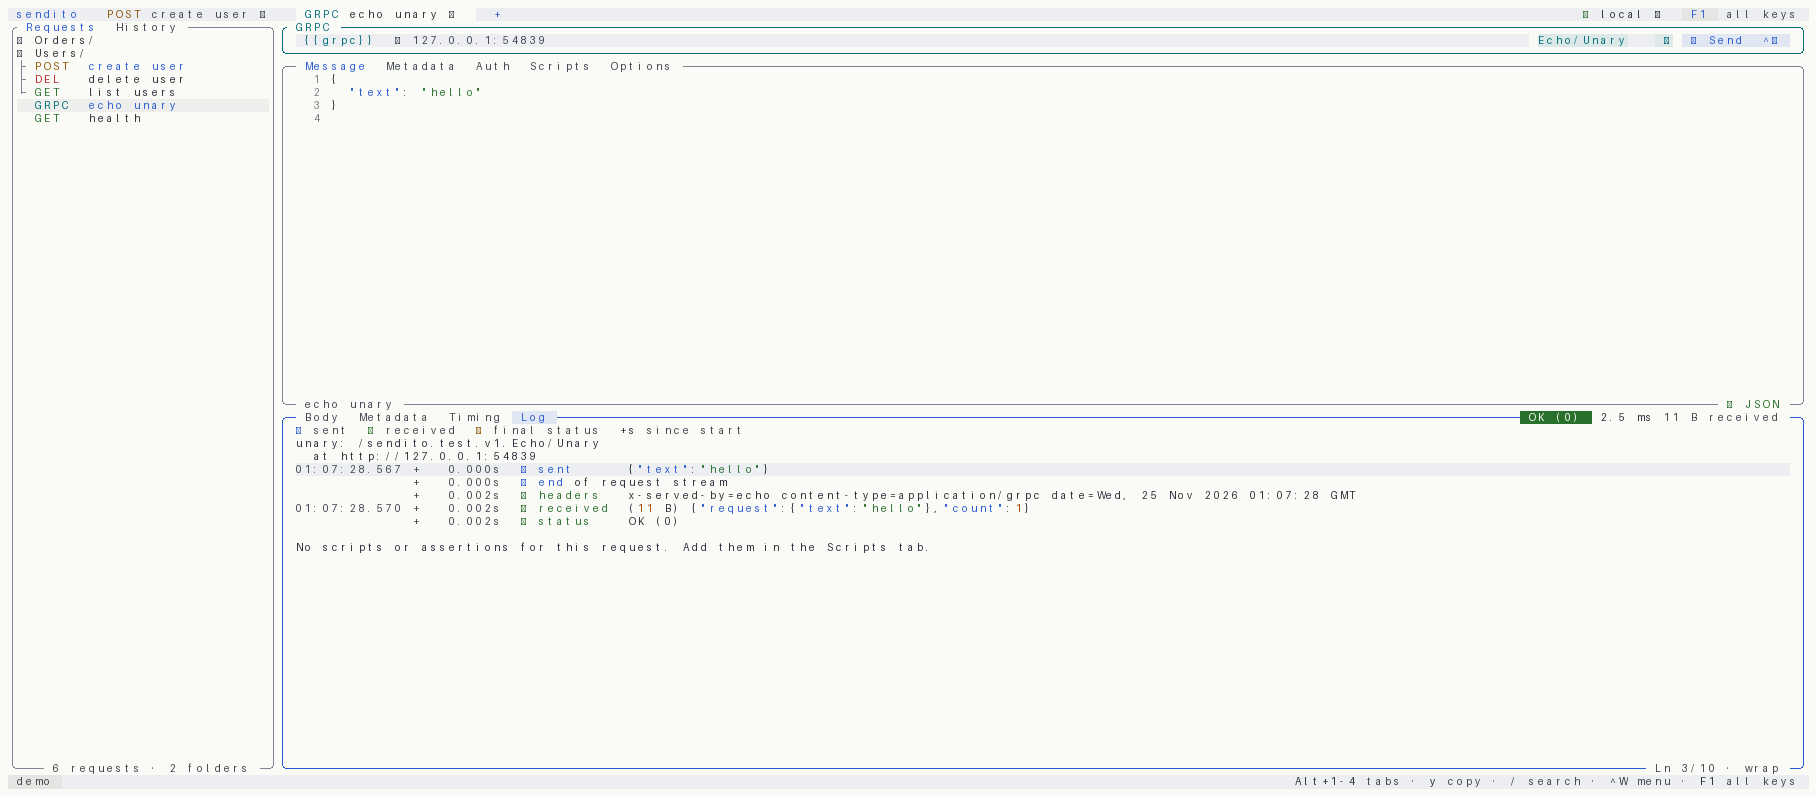 sendito POST create user GRPC echo unary + local F1 all keys
Requests History
Orders/
Users/
POST create user
DEL delete user
GET list users
GRPC echo unary
GET health
6 requests · 2 folders
GRPC
{{grpc}} 127.0.0.1:54839 Echo/Unary Send ^
Message Metadata Auth Scripts Options
1 {
2 "text": "hello"
3 }
4
echo unary JSON
Body Metadata Timing Log OK (0) 2.5 ms 11 B received
sent received final status +s since start
unary: /sendito.test.v1.Echo/Unary
at http://127.0.0.1:54839
01:07:28.567 + 0.000s sent {"text":"hello"}
+ 0.000s end of request stream
+ 0.002s headers x-served-by=echo content-type=application/grpc date=Wed, 25 Nov 2026 01:07:28 GMT
01:07:28.570 + 0.002s received (11 B) {"request":{"text":"hello"},"count":1}
+ 0.002s status OK (0)
No scripts or assertions for this request. Add them in the Scripts tab.
Ln 3/10 · wrap
demo Alt+1-4 tabs · y copy · / search · ^W menu · F1 all keys